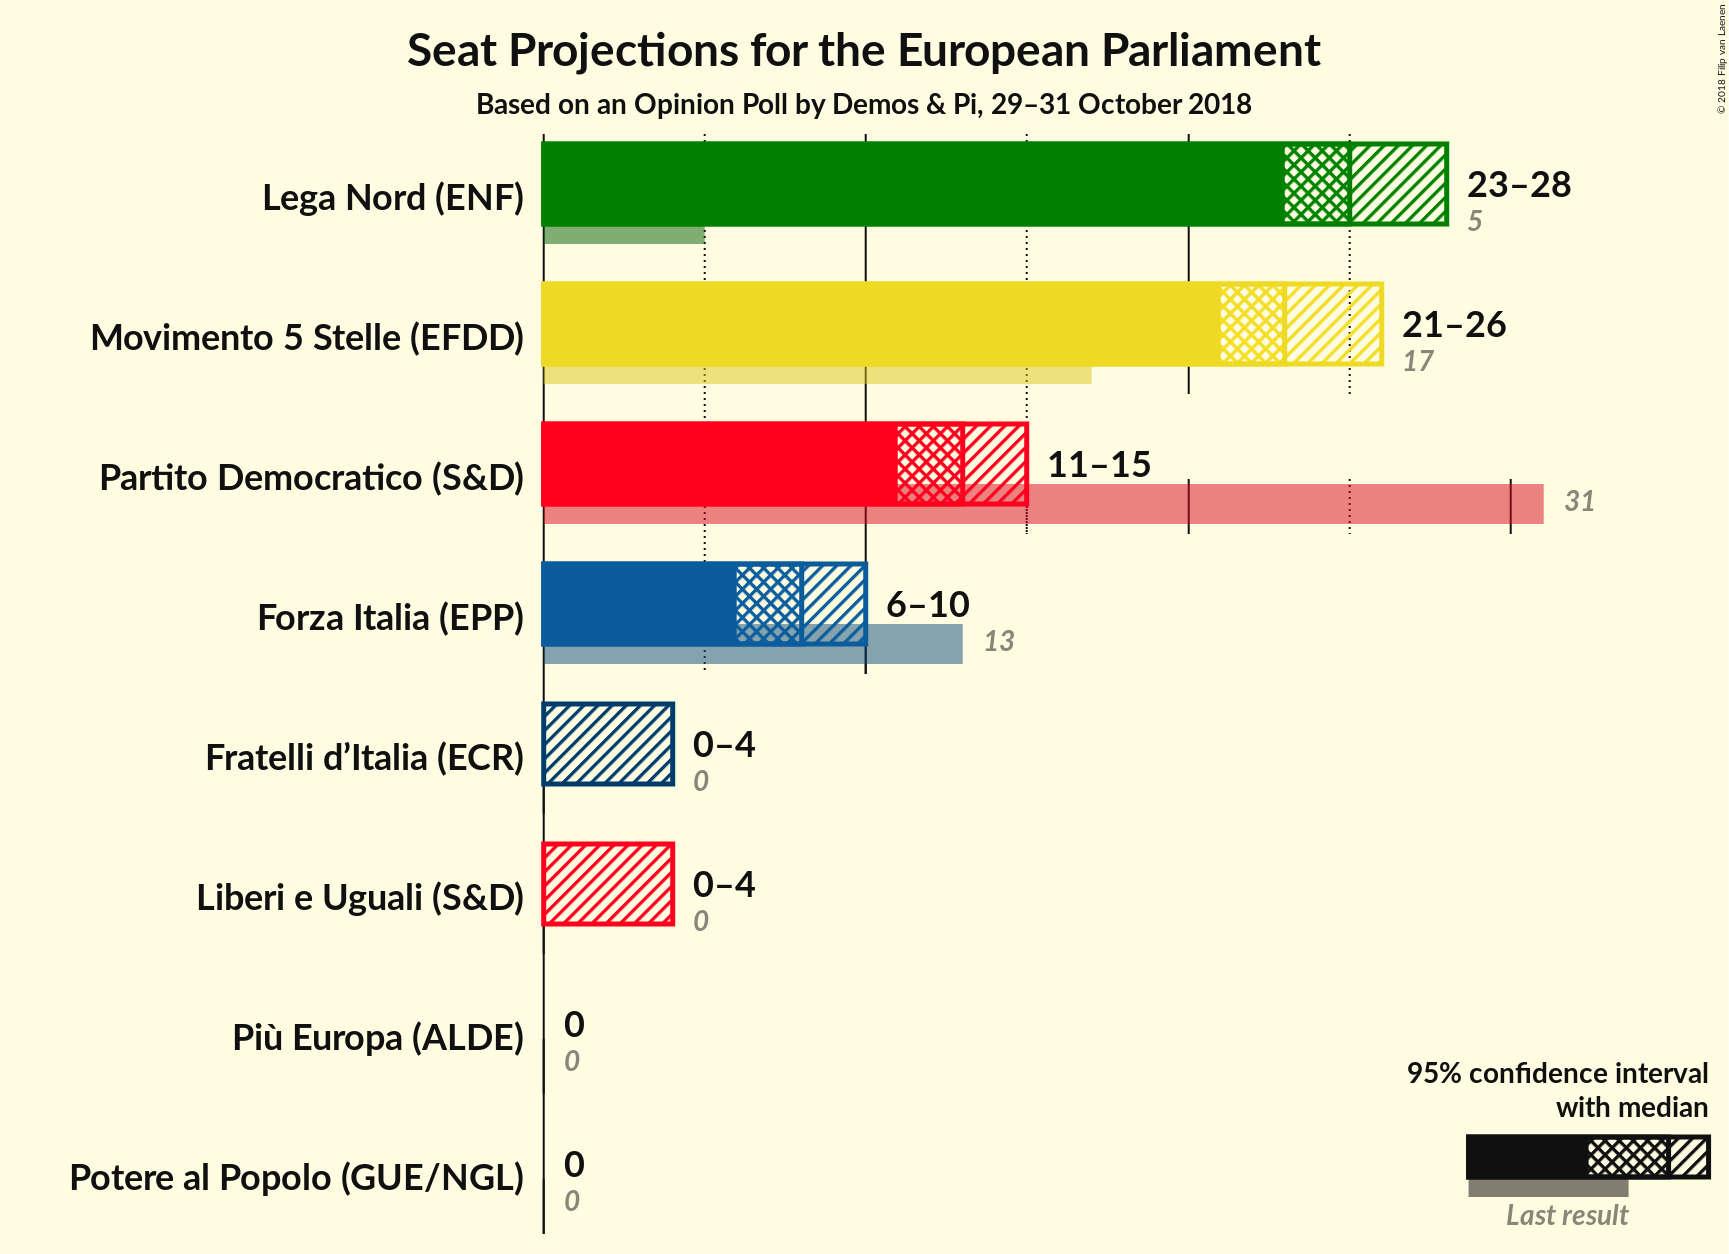 Seat Projections for the European Parliament
Based on an Opinion Poll by Demos & Pi, 29–31 October 2018
© 2018 Filip van Laenen
Lega Nord (ENF)
23–28
5
Movimento 5 Stelle (EFDD)
21–26
17
Partito Democratico (S&D)
11–15
31
Forza Italia (EPP)
6–10
13
Fratelli d’Italia (ECR)
0–4
0
Liberi e Uguali (S&D)
0–4
0
Più Europa (ALDE)
0
0
Potere al Popolo (GUE/NGL)
0
0
95% confidence interval
with median
Last result